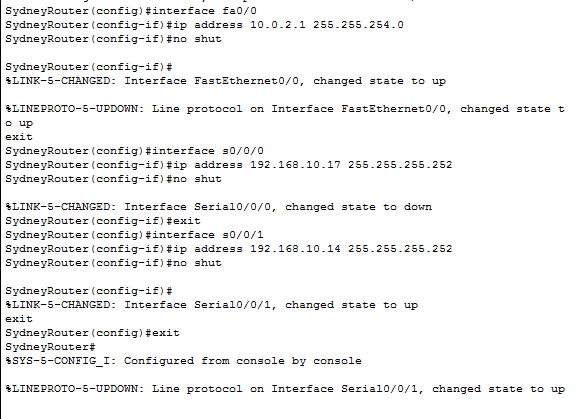 SydneyRouter(config)#interface fa0/0
SydneyRouter(config-if)#ip address 10.0.2.1 255.255.254.0
SydneyRouter(config-if)#no shut
SydneyRouter(config-if)#
%LINK-5-CHANGED: Interface FastEthernet0/0, changed state to up
%LINEPROTO-5-UPDOWN: Line protocol on Interface FastEthernet0/0, changed state t
o up
exit
SydneyRouter(config)#interface s0/0/0
SydneyRouter(config-if)#ip address 192.168.10.17 255.255.255.252
SydneyRouter(config-if)#no shut
%LINK-5-CHANGED: Interface Serial0/0/0, changed state to down
SydneyRouter(config-if)#exit
SydneyRouter(config)#interface s0/0/1
SydneyRouter(config-if)#ip address 192.168.10.14 255.255.255.252
SydneyRouter(config-if)#no shut
SydneyRouter(config-if)#
%LINK-5-CHANGED: Interface Serial0/0/1, changed state to up
exit
SydneyRouter(config)#exit
SydneyRouter#
%SYS-5-CONFIG_I: Configured from console by console
%LINEPROTO-5-UPDOWN: Line protocol on Interface Serial0/0/1, changed state to up